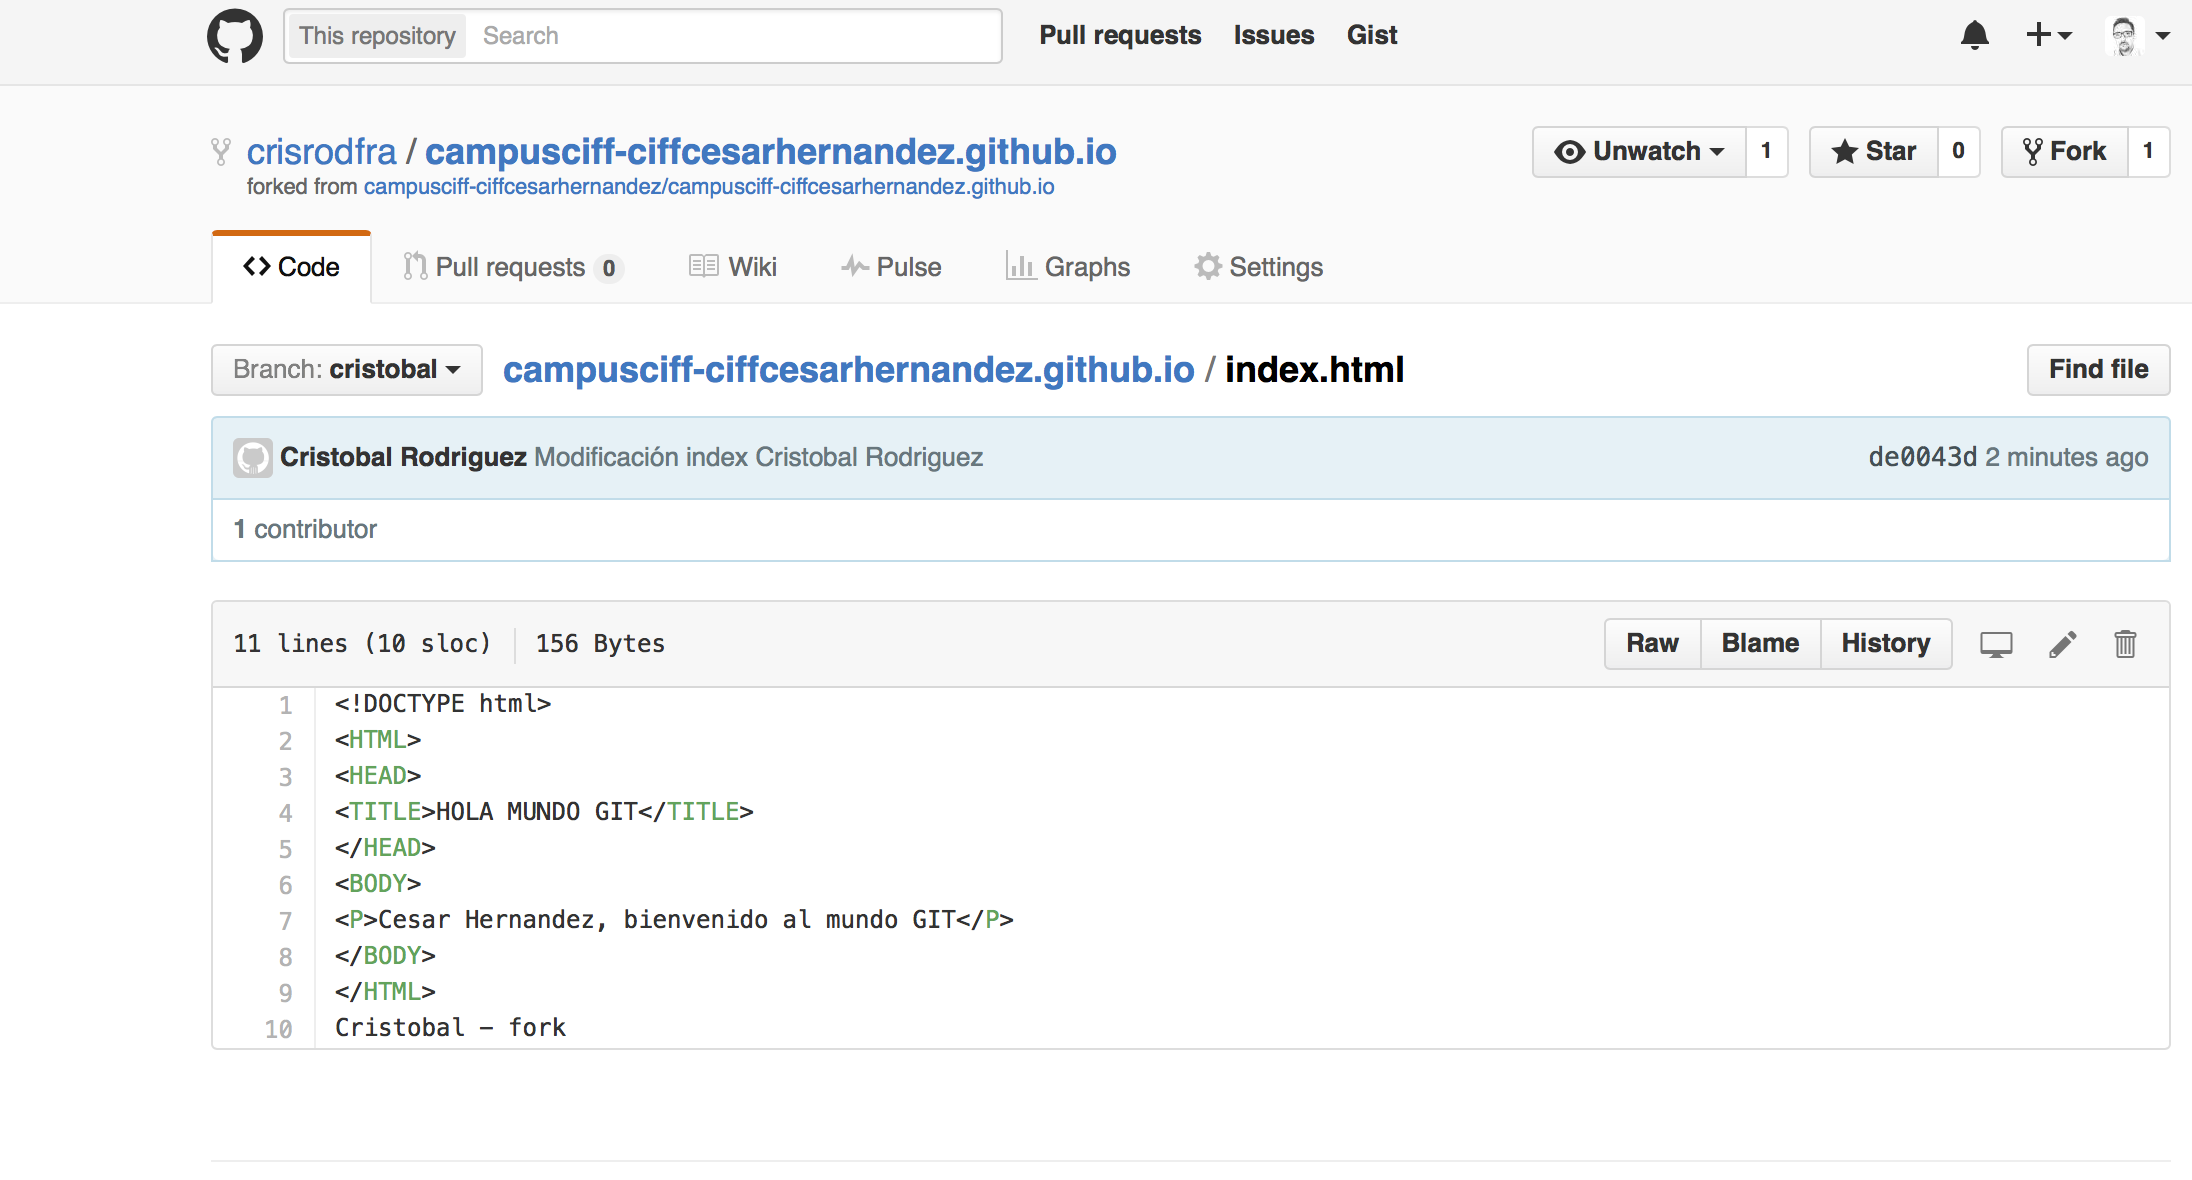 This repository Search Pull requests Issues Gist
crisrodfra / campusciff-ciffcesarhernandez.github.io Unwatch 1 Star 0 Fork 1
forked from campusciff-ciffcesarhernandez/campusciff-ciffcesarhernandez.github.io
Code Pull requests 0 Wiki Pulse Graphs Settings
Branch: cristobal campusciff-ciffcesarhernandez.github.io / index.html Find file
Cristobal Rodriguez Modificación index Cristobal Rodriguez de0043d 2 minutes ago
1 contributor
11 lines (10 sloc) 156 Bytes Raw Blame History
1 <!DOCTYPE html>
2 <HTML>
3 <HEAD>
4 <TITLE>HOLA MUNDO GIT</TITLE>
5 </HEAD>
6 <BODY>
7 <P>Cesar Hernandez, bienvenido al mundo GIT</P>
8 </BODY>
9 </HTML>
10 Cristobal - fork